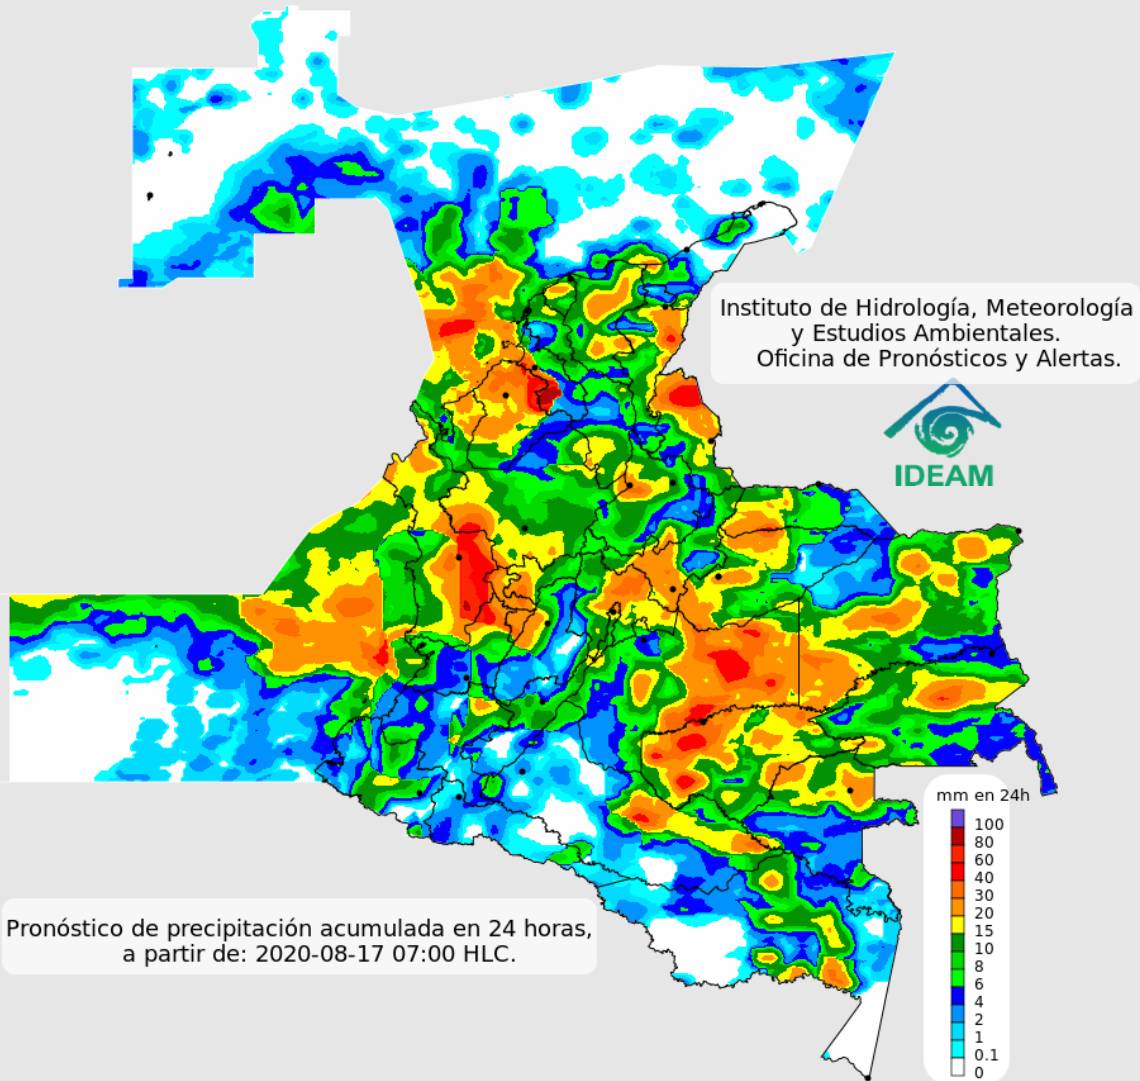 Instituto de Hidrología, Meteorología
y Estudios Ambientales.
Oficina de Pronósticos y Alertas.
IDEAM
mm en 24h
100
80
60
40
30
20
15
10
8
6
4
2
1
0.1
0
Pronóstico de precipitación acumulada en 24 horas,
a partir de: 2020-08-17 07:00 HLC.